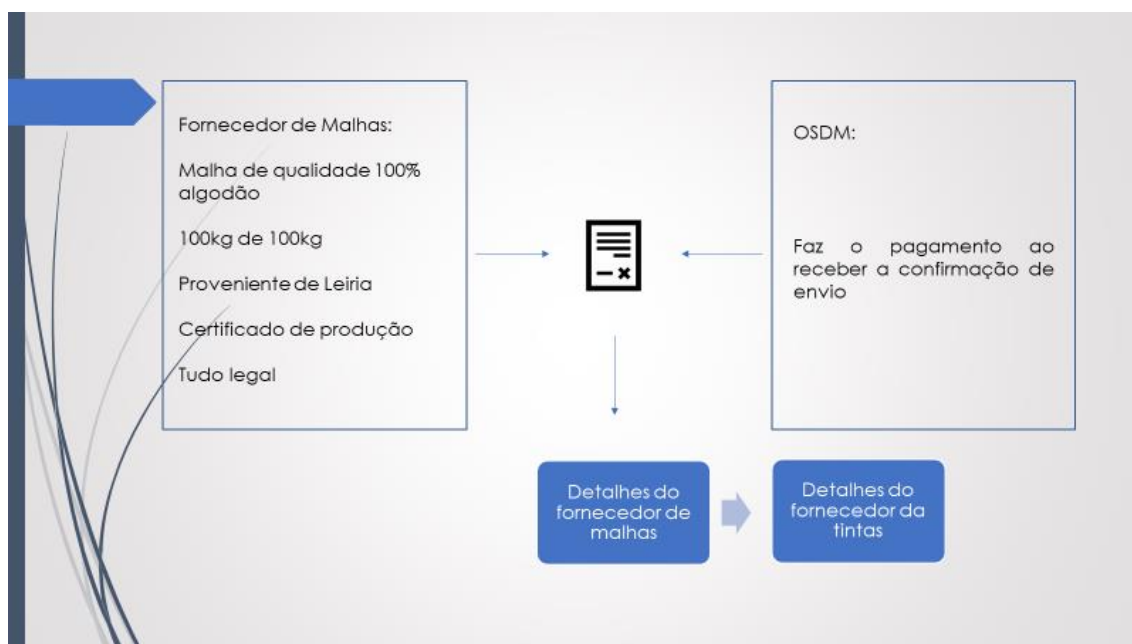 Fornecedor de Malhas:
Malha de qualidade 100%
algodão
100kg de 100kg
Proveniente de Leiria
Certificado de produção
Tudo legal
OSDM:
Faz o pagamento ao
receber a confirmação de
envio
Detalhes do
fornecedor de
malhas
Detalhes do
fornecedor da
tintas